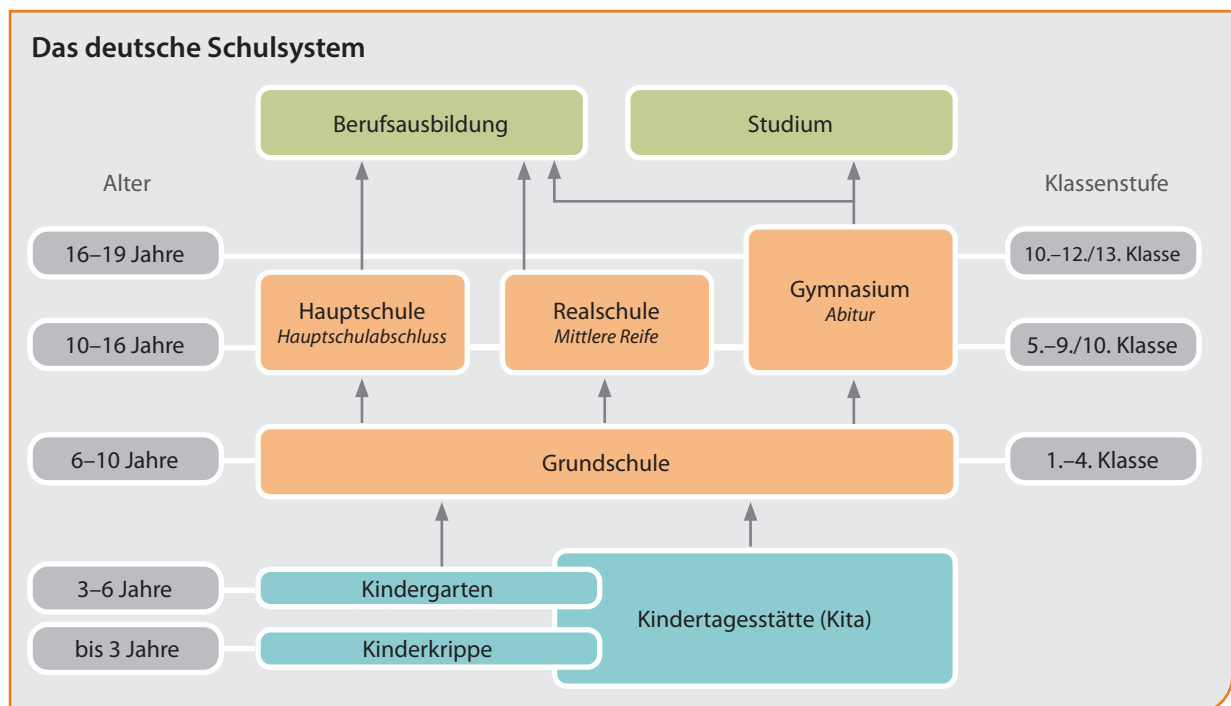 Das deutsche Schulsystem
Berufsausbildung
Studium
Alter
Klassenstufe
16–19 Jahre
10.–12./13. Klasse
Hauptschule
Hauptschulabschluss
Realschule
Mittlere Reife
Gymnasium
Abitur
10–16 Jahre
5.–9./10. Klasse
6–10 Jahre
Grundschule
1.–4. Klasse
3–6 Jahre
Kindergarten
Kindertagesstätte (Kita)
bis 3 Jahre
Kinderkrippe